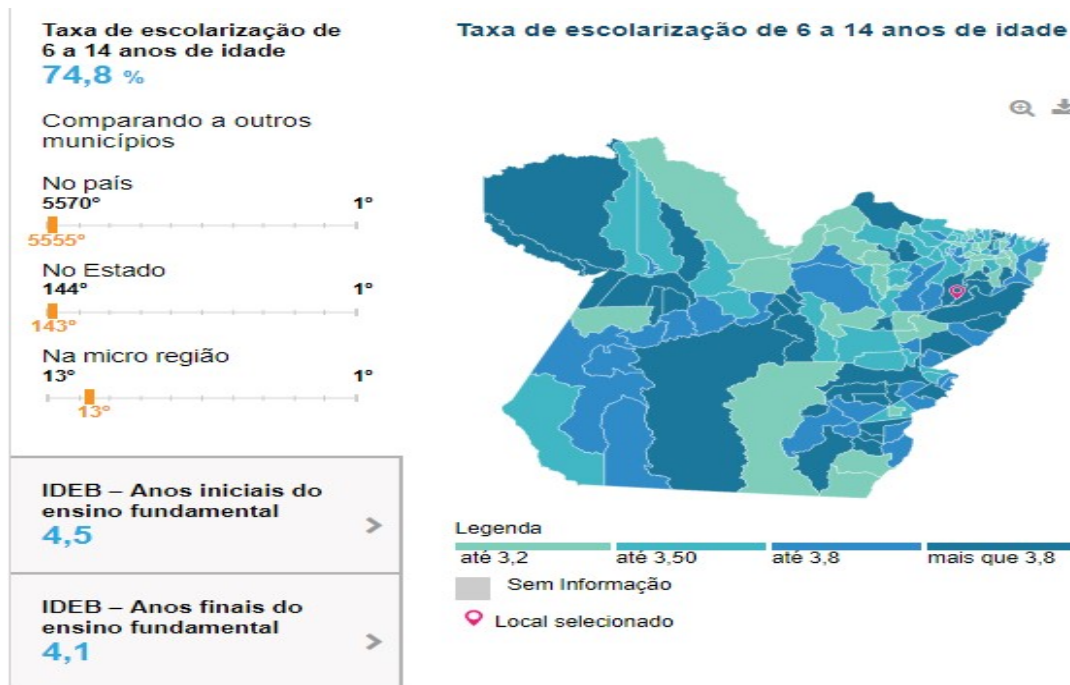 Taxa de escolarização de
6 a 14 anos de idade
74,8 %
Comparando a outros
municípios
No país
5570° 1°
5555°
No Estado
144° 1°
143°
Na micro região
13° 1°
13°
IDEB – Anos iniciais do
ensino fundamental
4,5
IDEB – Anos finais do
ensino fundamental
4,1
Taxa de escolarização de 6 a 14 anos de idade
Legenda
até 3,2 até 3,50 até 3,8 mais que 3,8
Sem Informação
Local selecionado